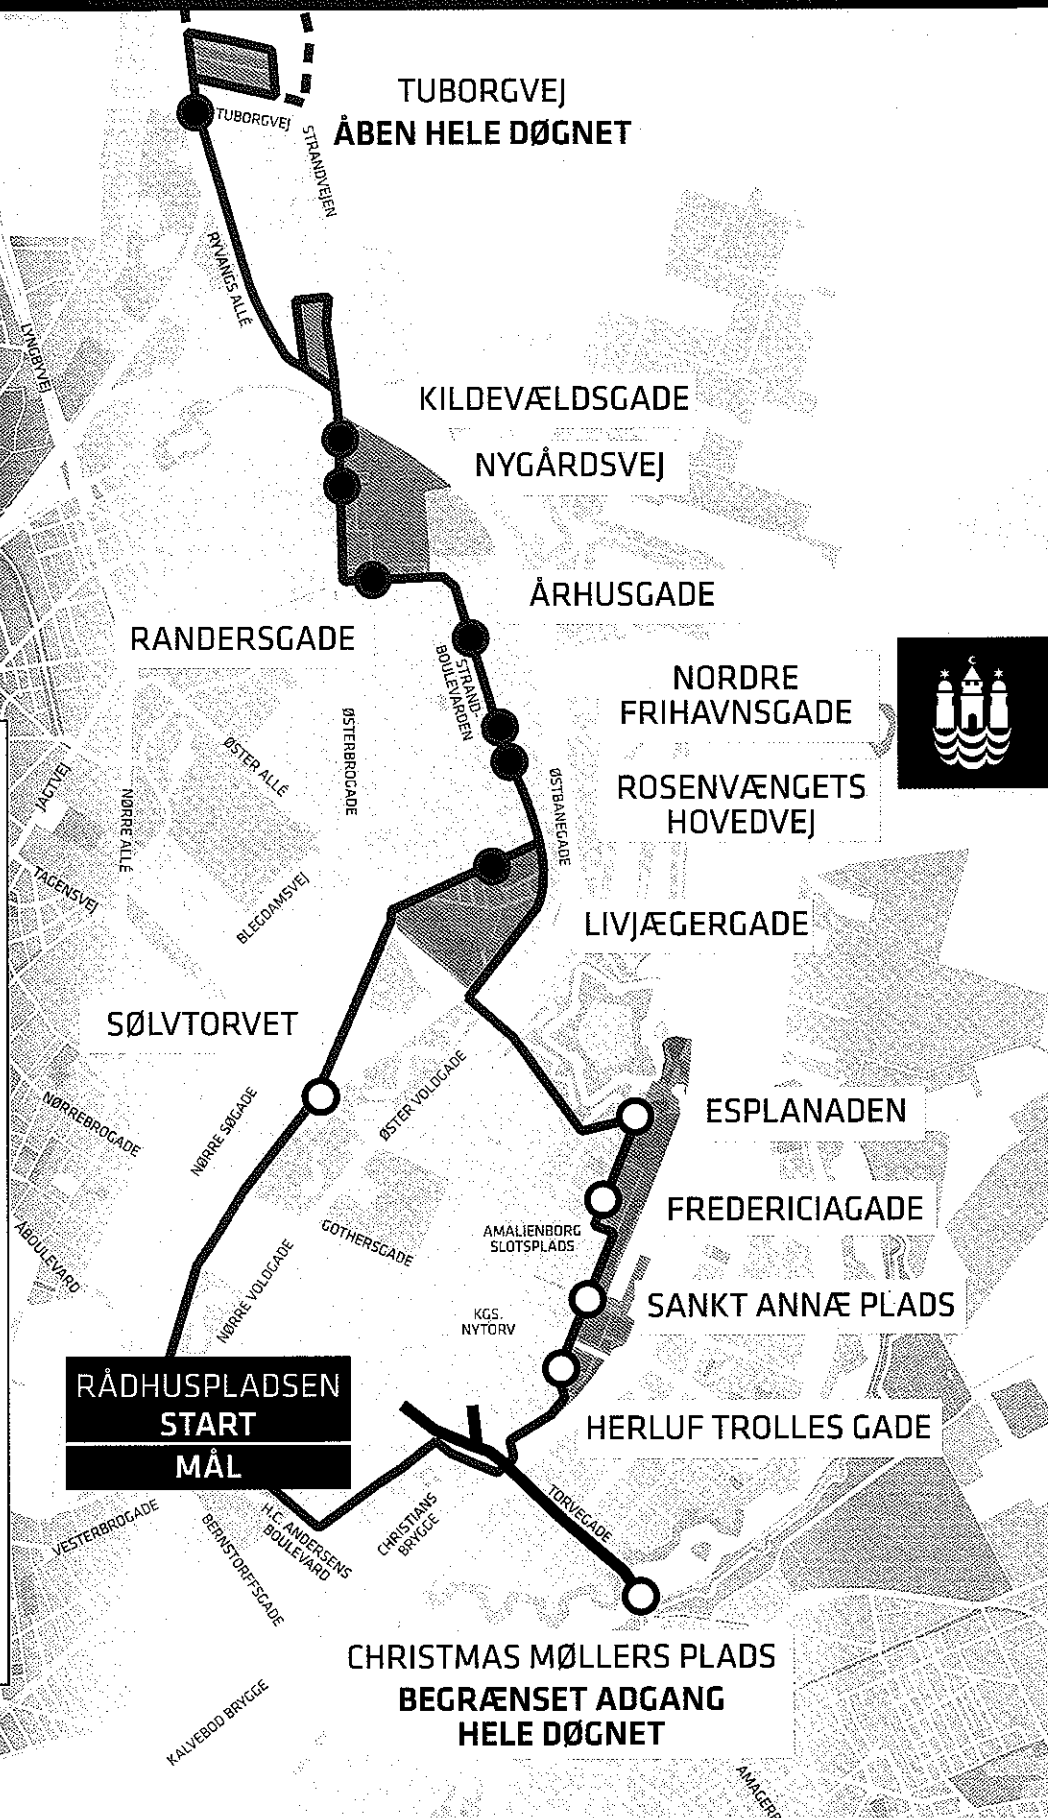 TUBORGVEJ
ÅBEN HELE DØGNET
TUBORGVEJ
STRANDVEJEN
RYVANGS ALLÉ
LYNGBYVEJ
KILDEVÆLDSGADE
NYGÅRDSVEJ
ÅRHUSGADE
RANDERSGADE
STRAND-
BOULEVARDEN
NORDRE
FRIHAVNSGADE
ØSTERBROGADE
ØSTER ALLÉ
JAGTVEJ
NØRRE ALLÉ
ØSTBANEGADE
ROSENVÆNGETS
HOVEDVEJ
TAGENSVEJ
BLEGDAMSVEJ
LIVJÆGERGADE
SØLVTORVET
ØSTER VOLDGADE
NØRREBROGADE
NØRRE SØGADE
ESPLANADEN
FREDERICIAGADE
AMALIENBORG
SLOTSPLADS
GOTHERSGADE
ÅBOULEVARD
NØRRE VOLDGADE
SANKT ANNÆ PLADS
KGS.
NYTORV
RÅDHUSPLADSEN
START
MÅL
HERLUF TROLLES GADE
VESTERBROGADE
BERNSTORFFSGADE
H.C. ANDERSENS
BOULEVARD
CHRISTIANS
BRYGGE
TORVEGADE
CHRISTMAS MØLLERS PLADS
BEGRÆNSET ADGANG
HELE DØGNET
KALVEBOD BRYGGE